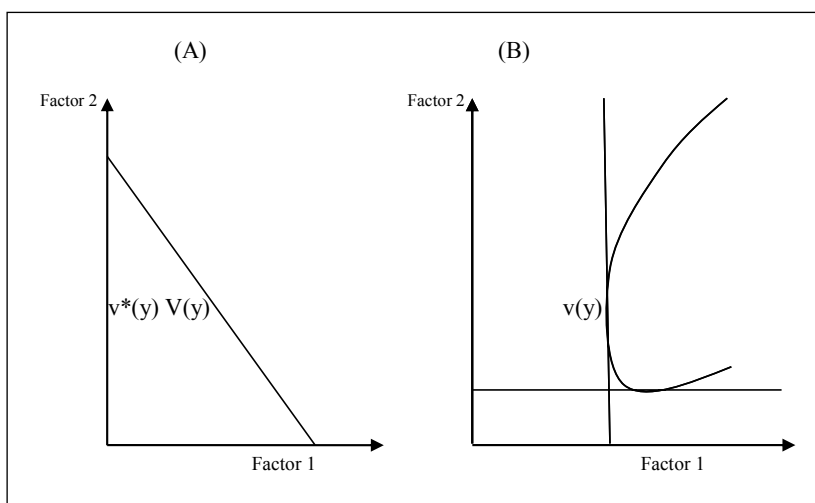 (A)
Factor 2
v*(y) V(y)
Factor 1
(B)
Factor 2
v(y)
Factor 1